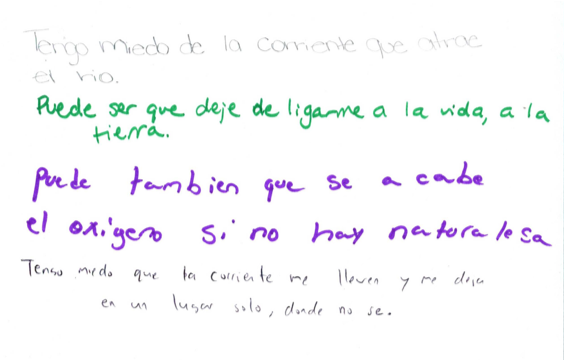 Tengo miedo de la corriente que atrae
el rio.
Puede ser que deje de ligarme a la vida, a la
tierra.
Puede tambien que se a cabe
el oxigero si no hay naturalesa
Tengo miedo que la corriente me lleven y me deja
en un lugar solo, donde no se.